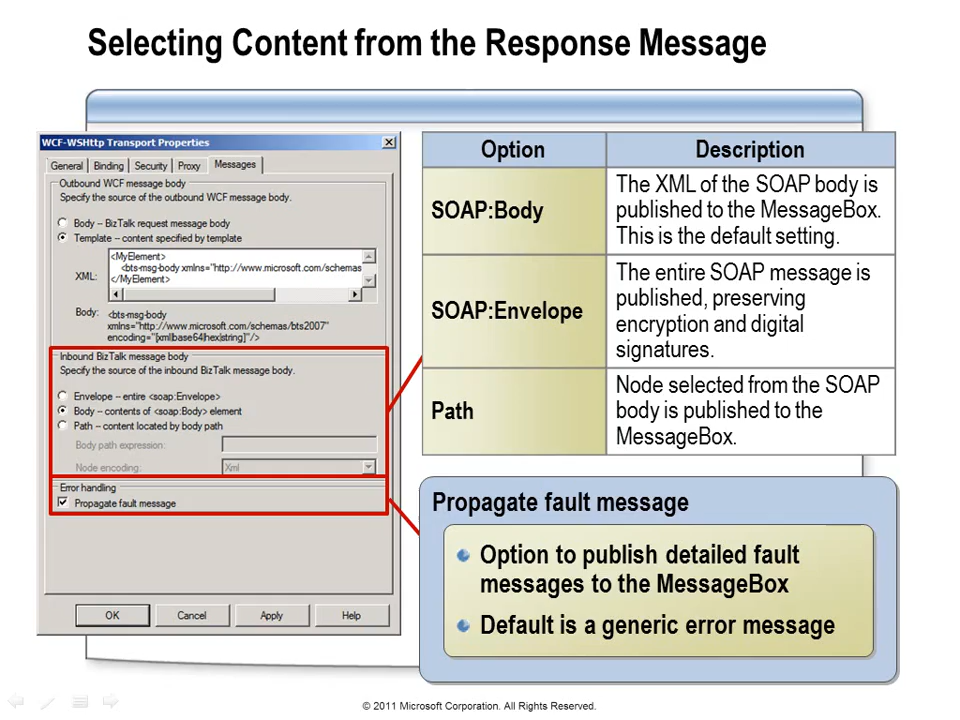 Selecting Content from the Response Message
WCF-WSHttp Transport Properties
General Binding Security Proxy Messages
Outbound WCF message body
Specify the source of the outbound WCF message body.
Body – BizTalk request message body
Template – content specified by template
XML:
<MyElement>
<bts-msg-body xmlns="http://www.microsoft.com/schemas
</MyElement>
Body:
<bts-msg-body
xmlns="http://www.microsoft.com/schemas/bts2007"
encoding="[xml|base64|hex|string]"/>
Inbound BizTalk message body
Specify the source of the inbound BizTalk message body.
Envelope – entire <soap:Envelope>
Body – contents of <soap:Body> element
Path – content located by body path
Body path expression:
Node encoding: Xml
Error handling
Propagate fault message
OK Cancel Apply Help
Option Description
SOAP:Body
The XML of the SOAP body is
published to the MessageBox.
This is the default setting.
SOAP:Envelope
The entire SOAP message is
published, preserving
encryption and digital
signatures.
Path
Node selected from the SOAP
body is published to the
MessageBox.
Propagate fault message
Option to publish detailed fault
messages to the MessageBox
Default is a generic error message
© 2011 Microsoft Corporation. All Rights Reserved.